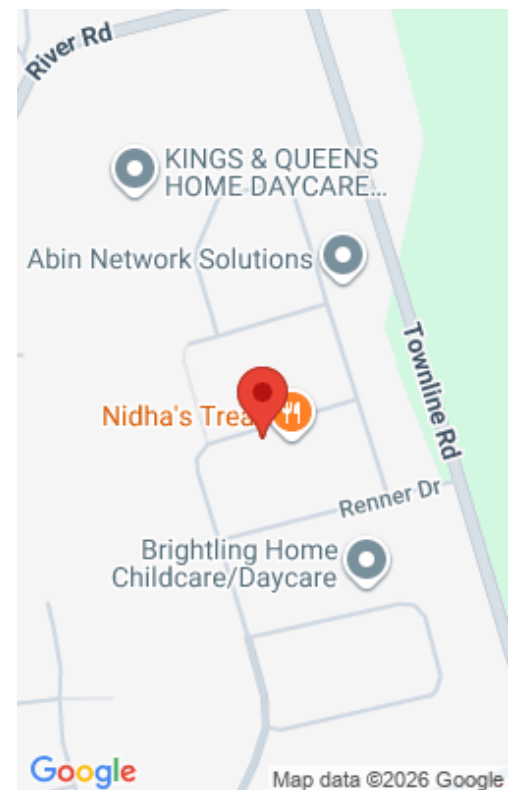 River Rd
KINGS & QUEENS
HOME DAYCARE...
Abin Network Solutions
Townline Rd
Nidha's Trea
Renner Dr
Brightling Home
Childcare/Daycare
Google
Map data ©2026 Google